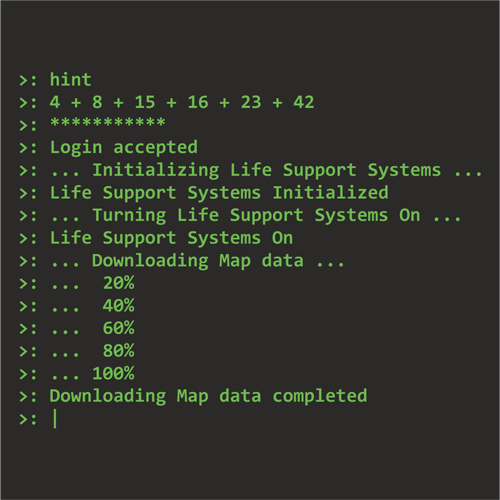 >: hint
>: 4 + 8 + 15 + 16 + 23 + 42
>: ***********
>: Login accepted
>: ... Initializing Life Support Systems ...
>: Life Support Systems Initialized
>: ... Turning Life Support Systems On ...
>: Life Support Systems On
>: ... Downloading Map data ...
>: ...  20%
>: ...  40%
>: ...  60%
>: ...  80%
>: ... 100%
>: Downloading Map data completed
>: |